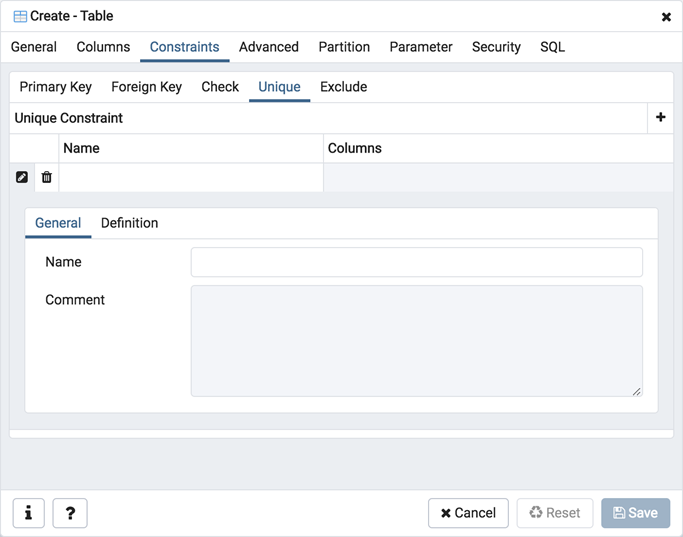 Create - Table
General Columns Constraints Advanced Partition Parameter Security SQL
Primary Key Foreign Key Check Unique Exclude
Unique Constraint
Name Columns
General Definition
Name
Comment
Cancel Reset Save